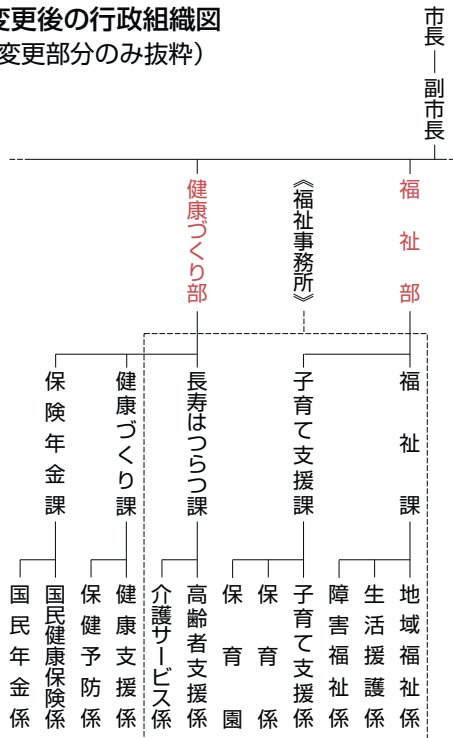 変更後の行政組織図
変更部分のみ抜粋）
市長
副市長
福祉部
《福祉事務所》
健康づくり部
福祉課
子育て支援課
長寿はつらつ課
健康づくり課
保険年金課
地域福祉係
生活援護係
障害福祉係
子育て支援係
保育係
保育園
高齢者支援係
介護サービス係
健康支援係
保健予防係
国民健康保険係
国民年金係